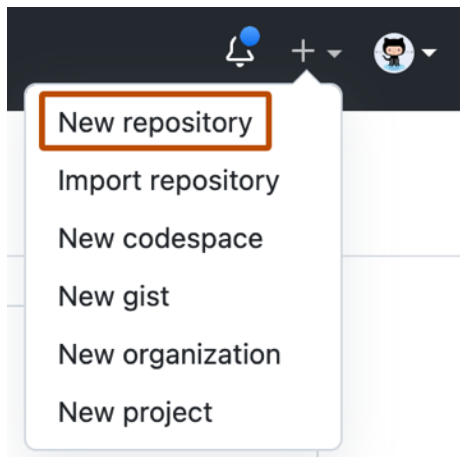 New repository
Import repository
New codespace
New gist
New organization
New project